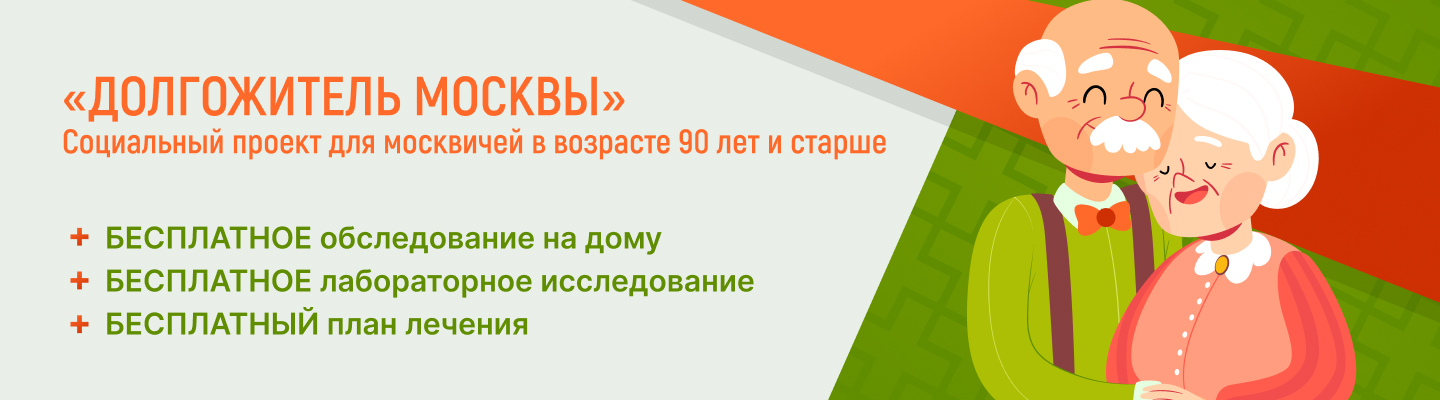 «ДОЛГОЖИТЕЛЬ МОСКВЫ»
Социальный проект для москвичей в возрасте 90 лет и старше
+ БЕСПЛАТНОЕ обследование на дому
+ БЕСПЛАТНОЕ лабораторное исследование
+ БЕСПЛАТНЫЙ план лечения